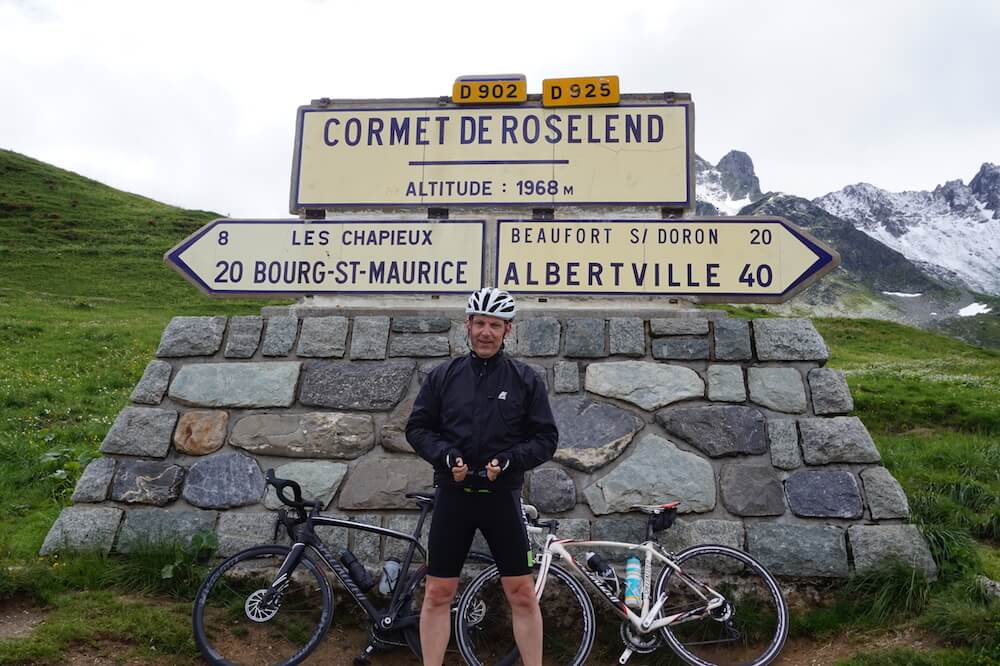 D 902 D 925
CORMET DE ROSELEND
ALTITUDE : 1968 M
8 LES CHAPIEUX
20 BOURG-ST-MAURICE
BEAUFORT S/ DORON 20
ALBERTVILLE 40